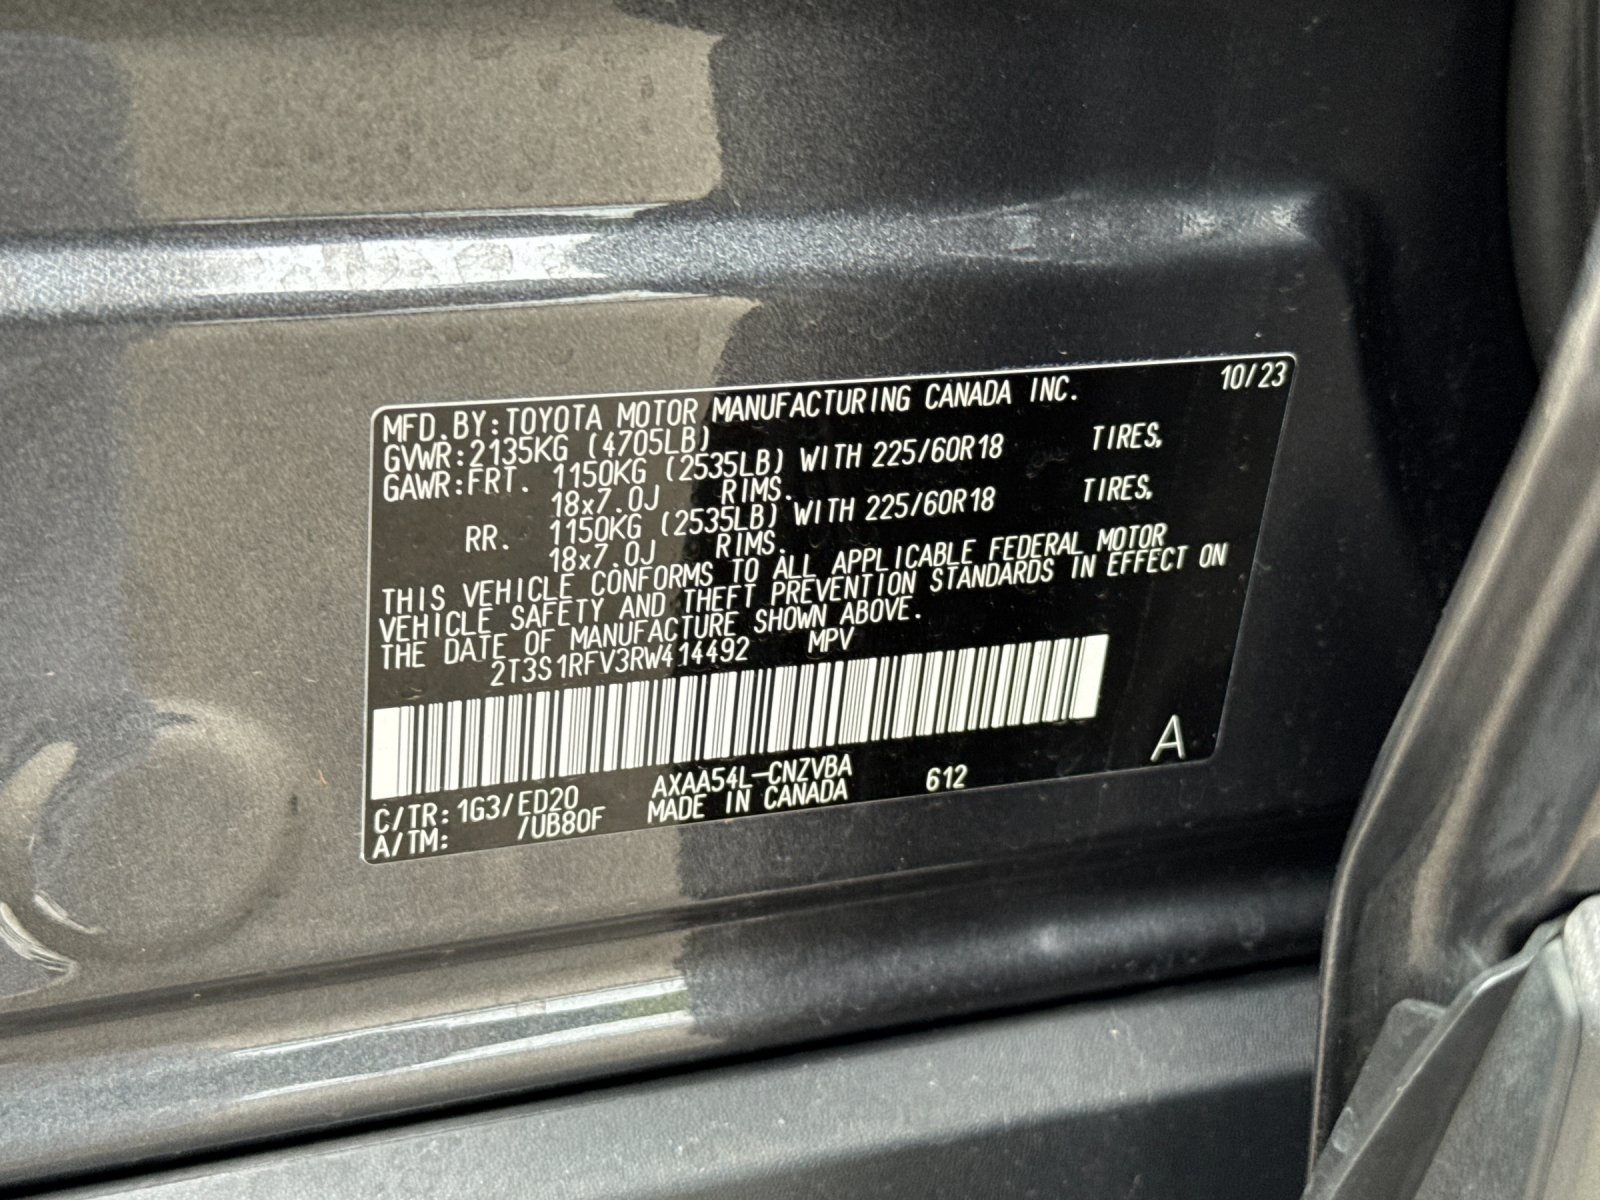 10/23
MFD.BY:TOYOTA MOTOR MANUFACTURING CANADA INC.
GVWR:2135KG (4705LB)
GAWR:FRT. 1150KG (2535LB) WITH 225/60R18 TIRES,
18x7.0J RIMS.
RR. 1150KG (2535LB) WITH 225/60R18 TIRES,
18x7.0J RIMS.
THIS VEHICLE CONFORMS TO ALL APPLICABLE FEDERAL MOTOR
VEHICLE SAFETY AND THEFT PREVENTION STANDARDS IN EFFECT ON
THE DATE OF MANUFACTURE SHOWN ABOVE.
2T3S1RFV3RW414492 MPV
C/TR:1G3/ED20 AXAA54L-CNZVBA 612 A
A/TM: /UB80F MADE IN CANADA